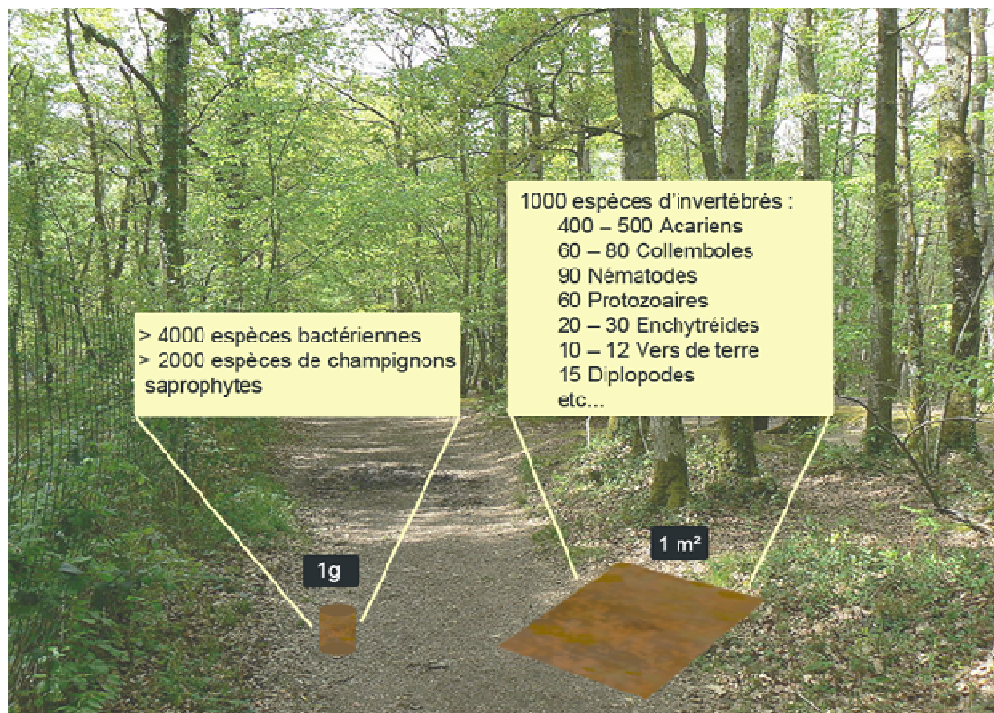 > 4000 espèces bactériennes
> 2000 espèces de champignons
saprophytes
1g
1000 espèces d'invertébrés :
400 – 500 Acariens
60 – 80 Collemboles
90 Nématodes
60 Protozoaires
20 – 30 Enchytréides
10 – 12 Vers de terre
15 Diplopodes
etc...
1 m²